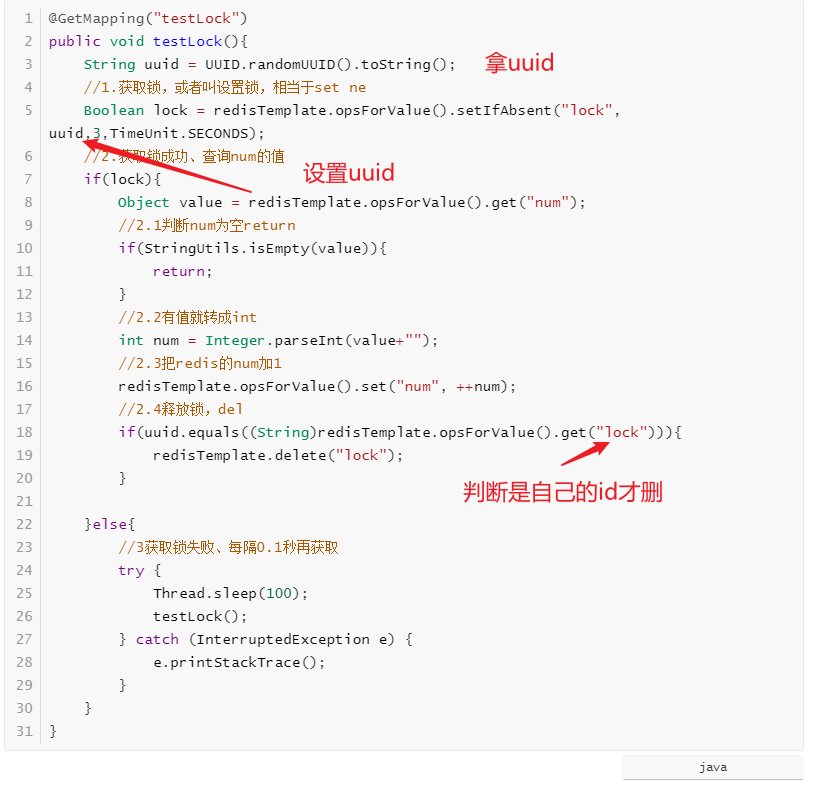 1 @GetMapping("testLock")
2 public void testLock(){
3 String uuid = UUID.randomUUID().toString(); 拿uuid
4 //1.获取锁，或者叫设置锁，相当于set ne
5 Boolean lock = redisTemplate.opsForValue().setIfAbsent("lock",
uuid,3,TimeUnit.SECONDS);
6 //2.获取锁成功、查询num的值
设置uuid
7 if(lock){
8 Object value = redisTemplate.opsForValue().get("num");
9 //2.1判断num为空return
10 if(StringUtils.isEmpty(value)){
11 return;
12 }
13 //2.2有值就转成int
14 int num = Integer.parseInt(value+"");
15 //2.3把redis的num加1
16 redisTemplate.opsForValue().set("num", ++num);
17 //2.4释放锁，del
18 if(uuid.equals((String)redisTemplate.opsForValue().get("lock"))){
19 redisTemplate.delete("lock");
20 }
判断是自己的id才删
21
22 }else{
23 //3获取锁失败、每隔0.1秒再获取
24 try {
25 Thread.sleep(100);
26 testLock();
27 } catch (InterruptedException e) {
28 e.printStackTrace();
29 }
30 }
31 }
java